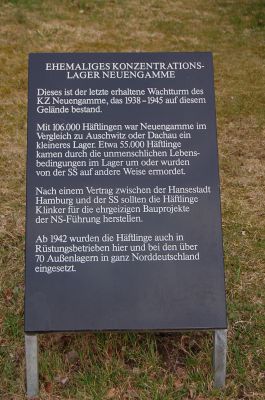 EHEMALIGES KONZENTRATIONS-
LAGER NEUENGAMME
Dieses ist der letzte erhaltene Wachtturm des
KZ Neuengamme, das 1938–1945 auf diesem
Gelände bestand.
Mit 106.000 Häftlingen war Neuengamme im
Vergleich zu Auschwitz oder Dachau ein
kleineres Lager. Etwa 55.000 Häftlinge
kamen durch die unmenschlichen Lebens-
bedingungen im Lager um oder wurden
von der SS auf andere Weise ermordet.
Nach einem Vertrag zwischen der Hansestadt
Hamburg und der SS sollten die Häftlinge
Klinker für die ehrgeizigen Bauprojekte
der NS-Führung herstellen.
Ab 1942 wurden die Häftlinge auch in
Rüstungsbetrieben hier und bei den über
70 Außenlagern in ganz Norddeutschland
eingesetzt.